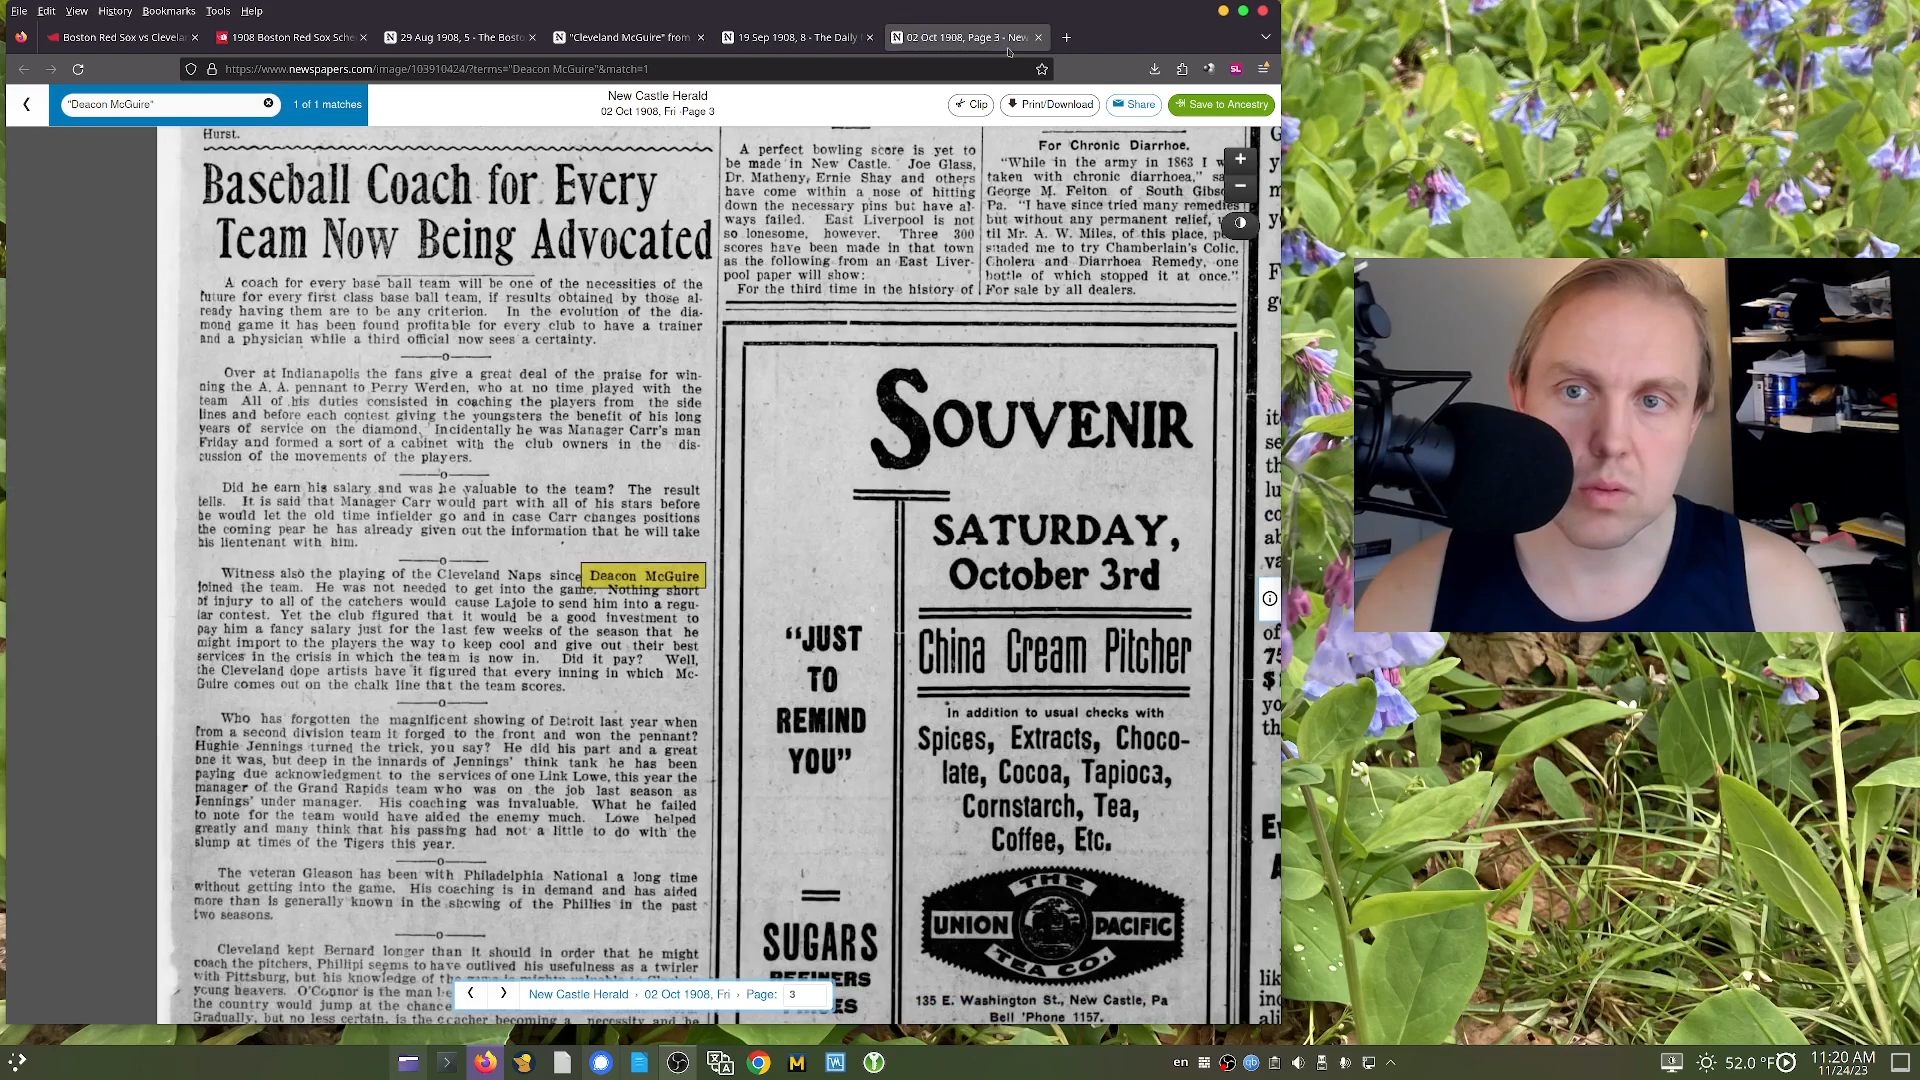 File Edit View History Bookmarks Tools Help
Boston Red Sox vs Clevelan
1908 Boston Red Sox Sche
29 Aug 1908, 5 - The Bosto
"Cleveland McGuire" from
19 Sep 1908, 8 - The Daily
02 Oct 1908, Page 3 - New
https://www.newspapers.com/image/103910424/?terms="Deacon McGuire"&match=1
"Deacon McGuire"
1 of 1 matches
New Castle Herald
02 Oct 1908, Fri · Page 3
Clip
Print/Download
Share
Save to Ancestry
Hurst.
Baseball Coach for Every
Team Now Being Advocated
A coach for every base ball team will be one of the necessities of the
future for every first class base ball team, if results obtained by those al-
ready having them are to be any criterion. In the evolution of the dia-
mond game it has been found profitable for every club to have a trainer
and a physician while a third official now sees a certainty.
Over at Indianapolis the fans give a great deal of the praise for win-
ning the A. A. pennant to Perry Werden, who at no time played with the
team All of his duties consisted in coaching the players from the side
lines and before each contest giving the youngsters the benefit of his long
years of service on the diamond. Incidentally he was Manager Carr's man
Friday and formed a sort of a cabinet with the club owners in the dis-
cussion of the movements of the players.
Did he earn his salary and was he valuable to the team? The result
tells. It is said that Manager Carr would part with all of his stars before
he would let the old time infielder go and in case Carr changes positions
the coming pear he has already given out the information that he will take
his lientenant with him.
Witness also the playing of the Cleveland Naps since Deacon McGuire
joined the team. He was not needed to get into the game. Nothing short
of injury to all of the catchers would cause Lajoie to send him into a regu-
lar contest. Yet the club figured that it would be a good investment to
pay him a fancy salary just for the last few weeks of the season that he
might import to the players the way to keep cool and give out their best
services in the crisis in which the team is now in. Did it pay? Well,
the Cleveland dope artists have it figured that every inning in which Mc-
Guire comes out on the chalk line that the team scores.
Who has forgotten the magnificent showing of Detroit last year when
from a second division team it forged to the front and won the pennant?
Hughie Jennings turned the trick, you say? He did his part and a great
one it was, but deep in the innards of Jennings' think tank he has been
paying due acknowledgment to the services of one Link Lowe, this year the
manager of the Grand Rapids team who was on the job last season as
Jennings' under manager. His coaching was invaluable. What he failed
to note for the team would have aided the enemy much. Lowe helped
greatly and many think that his passing had not a little to do with the
slump at times of the Tigers this year.
The veteran Gleason has been with Philadelphia National a long time
without getting into the game. His coaching is in demand and has aided
more than is generally known in the shewing of the Phillies in the past
two seasons.
Cleveland kept Bernard longer than it should in order that he might
coach the pitchers, Phillipi seems to have outlived his usefulness as a twirler
with Pittsburg, but his knowledge of
young heavers. O'Connor is the man
the country would jump at the chance
Gradually, but no less certain, is the coacher becoming a necessity and he
A perfect bowling score is yet to
be made in New Castle. Joe Glass,
Dr. Matheny, Ernie Shay and others
have come within a nose of hitting
down the necessary pins but have al-
ways failed. East Liverpool is not
so lonesome, however. Three 300
scores have been made in that town
as the following from an East Liver-
pool paper will show:
For the third time in the history of
For Chronic Diarrhoe.
"While in the army in 1863 I
taken with chronic diarrhoea,"
George M. Felton of South
Pa. "I have since tried many remedies
but without any permanent relief,
til Mr. A. W. Miles, of this place,
suaded me to try Chamberlain's Colic,
Cholera and Diarrhoea Remedy, one
bottle of which stopped it at once."
For sale by all dealers.
SOUVENIR
SATURDAY,
October 3rd
China Cream Pitcher
"JUST
TO
REMIND
YOU"
In addition to usual checks with
Spices, Extracts, Choco-
late, Cocoa, Tapioca,
Cornstarch, Tea,
Coffee, Etc.
SUGARS
REFINERS
THE
UNION PACIFIC
TEA CO.
135 E. Washington St., New Castle, Pa
Bell 'Phone 1157.
New Castle Herald › 02 Oct 1908, Fri › Page: 3
en
52.0 °F
11:20 AM
11/24/23